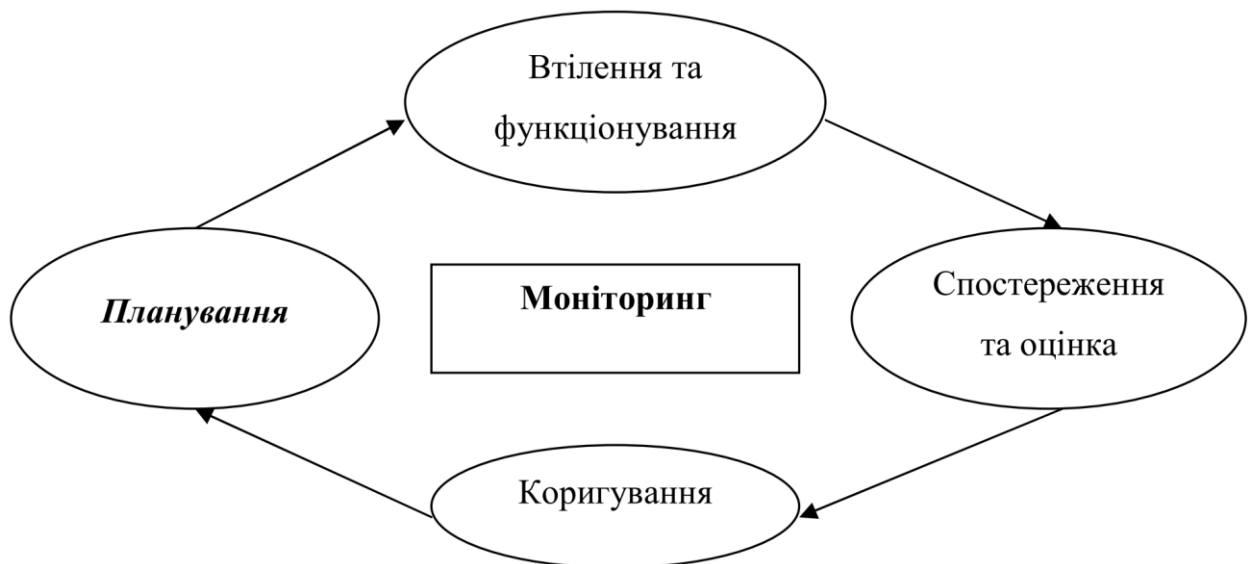 Втілення та
функціонування
Планування
Моніторинг
Спостереження
та оцінка
Коригування